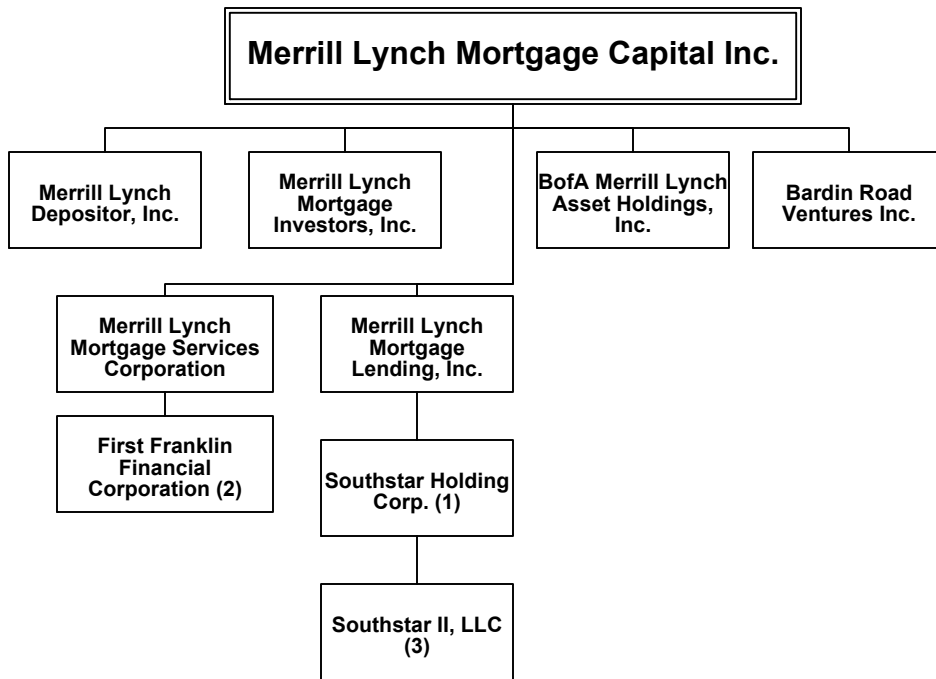 Merrill Lynch Mortgage Capital Inc.
Merrill Lynch
Depositor, Inc.
Merrill Lynch
Mortgage
Investors, Inc.
BofA Merrill Lynch
Asset Holdings,
Inc.
Bardin Road
Ventures Inc.
Merrill Lynch
Mortgage Services
Corporation
Merrill Lynch
Mortgage
Lending, Inc.
First Franklin
Financial
Corporation (2)
Southstar Holding
Corp. (1)
Southstar II, LLC
(3)